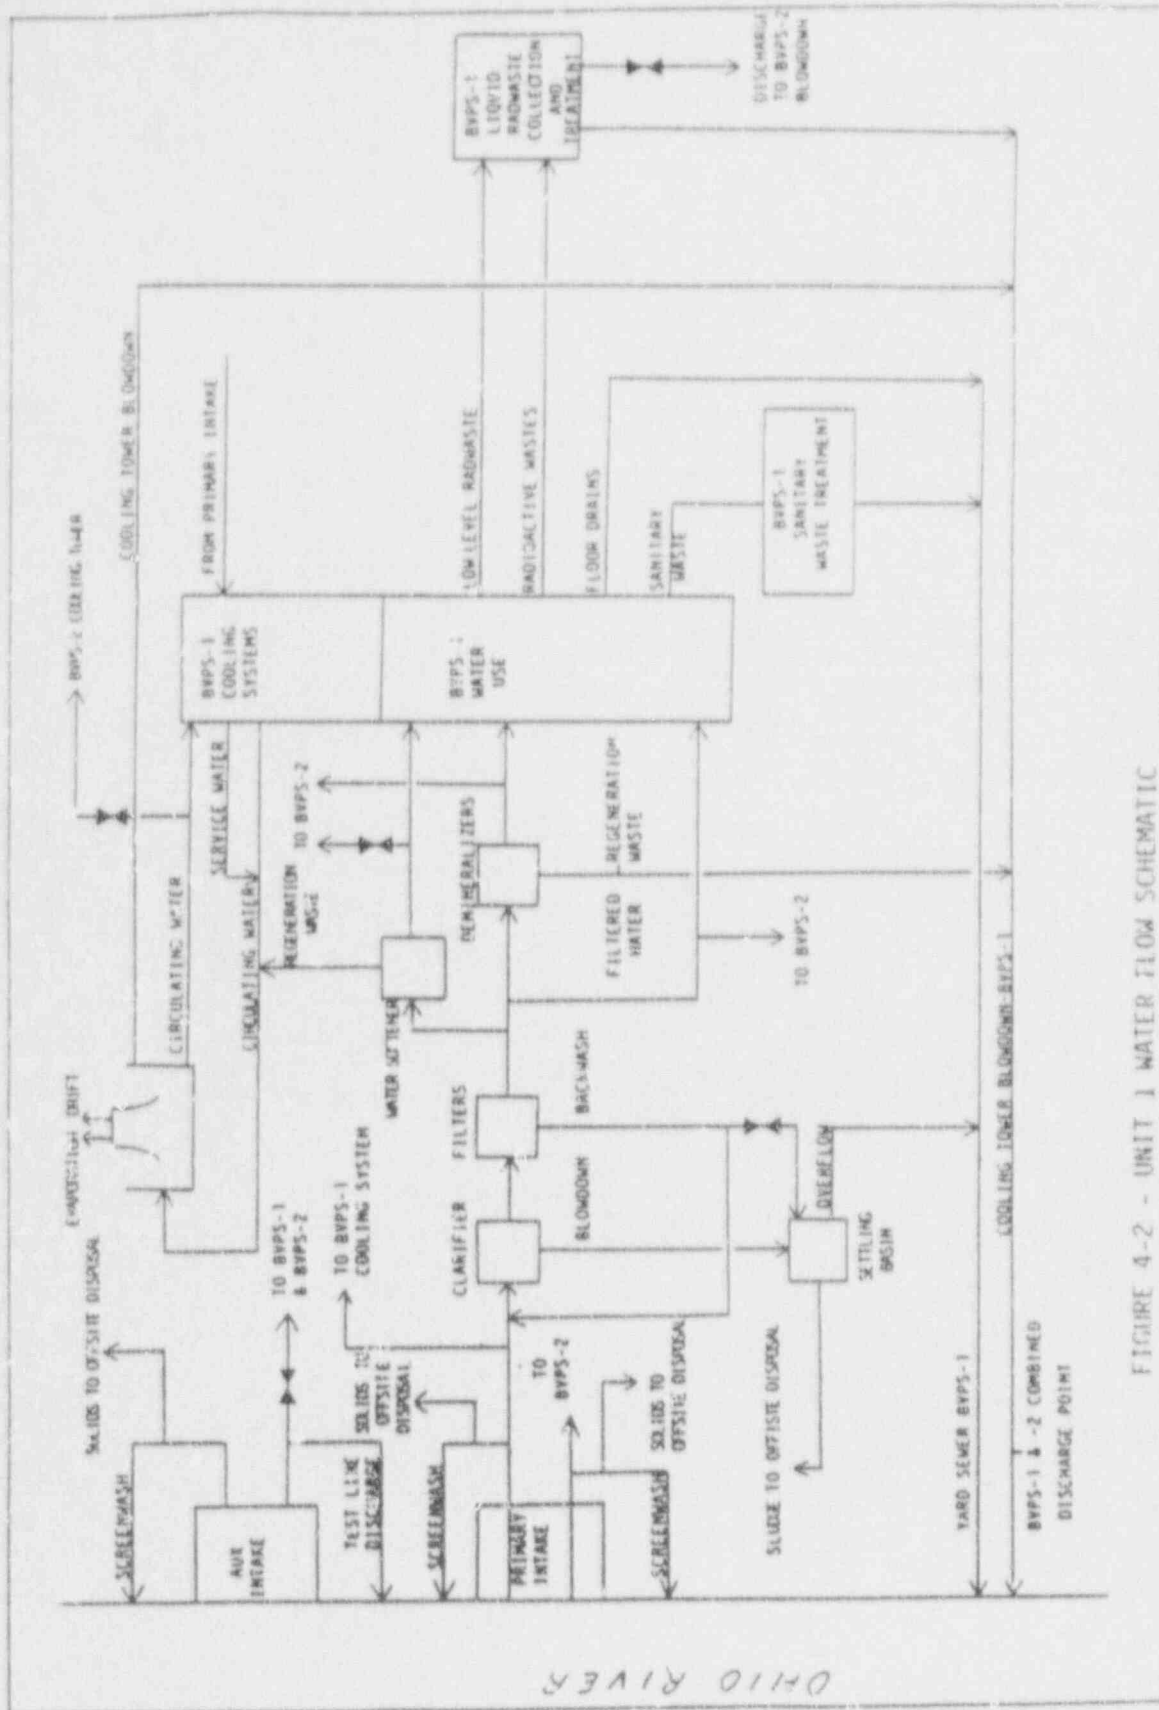 OHIO RIVER
SCREENWASH
SOLIDS TO OFFSITE DISPOSAL
AUX
INTAKE
TO BVPS-1
& BVPS-2
TEST LINE
DISCHARGE
SCREENWASH
SOLIDS TO
OFFSITE
DISPOSAL
TO BVPS-1
COOLING SYSTEM
PRIMARY
INTAKE
TO
BVPS-2
SCREENWASH
SOLIDS TO
OFFSITE DISPOSAL
CLARIFIER
FILTERS
BLOWDOWN
BACKWASH
SETTLING
BASIN
OVERFLOW
SLUDGE TO OFFISTE DISPOSAL
YARD SEWER BVPS-1
COOLING TOWER BLOWDOWN BVPS-1
BVPS-1 & -2 COMBINED
DISCHARGE POINT
DRIFT
CIRCULATING WATER
CIRCULATING WATER
SERVICE WATER
BVPS-2 COOLING TOWER
COOLING TOWER BLOWDOWN
FROM PRIMARY INTAKE
BVPS-1
COOLING
SYSTEMS
WATER
USE
WATER SOFTENER
REGENERATION
WASTE
TO BVPS-2
DEMINERALIZERS
REGENERATION
WASTE
FILTERED
WATER
TO BVPS-2
LOW LEVEL RADWASTE
RADIOACTIVE WASTES
FLOOR DRAINS
SANITARY
WASTE
BVPS-1
SANITARY
WASTE TREATMENT
BVPS-1
LIQUID
RADWASTE
COLLECTION
AND
TREATMENT
DISCHARGE
TO BVPS-2
BLOWDOWN
FIGURE 4-2 - UNIT 1 WATER FLOW SCHEMATIC